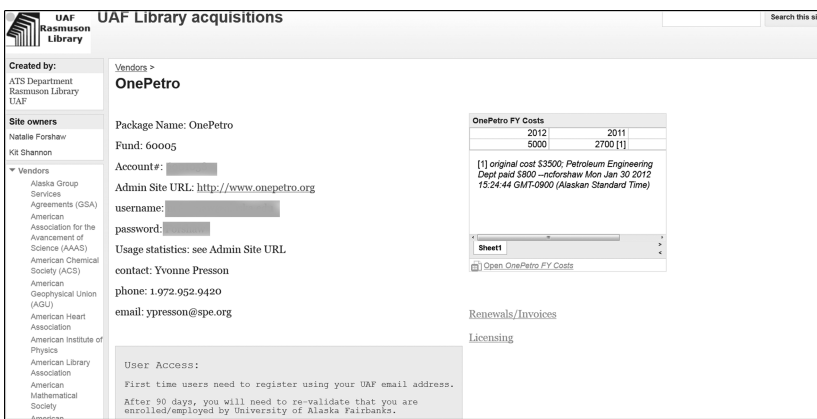 UAF
Rasmuson
Library
UAF Library acquisitions
Search this si
Created by:
ATS Department
Rasmuson Library
UAF
Site owners
Natalie Forshaw
Kit Shannon
Vendors
Alaska Group
Services
Agreements (GSA)
American
Association for the
Avancement of
Science (AAAS)
American Chemical
Society (ACS)
American
Geophysical Union
(AGU)
American Heart
Association
American Institute of
Physics
American Library
Association
American
Mathematical
Society
American
Vendors >
OnePetro
Package Name: OnePetro
Fund: 60005
Account#:
Admin Site URL: http://www.onepetro.org
username:
password:
Usage statistics: see Admin Site URL
contact: Yvonne Presson
phone: 1.972.952.9420
email: ypresson@spe.org
User Access:
First time users need to register using your UAF email address.
After 90 days, you will need to re-validate that you are
enrolled/employed by University of Alaska Fairbanks.
OnePetro FY Costs
2012 2011
5000 2700 [1]
[1] original cost $3500; Petroleum Engineering
Dept paid $800 --ncforshaw Mon Jan 30 2012
15:24:44 GMT-0900 (Alaskan Standard Time)
Sheet1
Open OnePetro FY Costs
Renewals/Invoices
Licensing